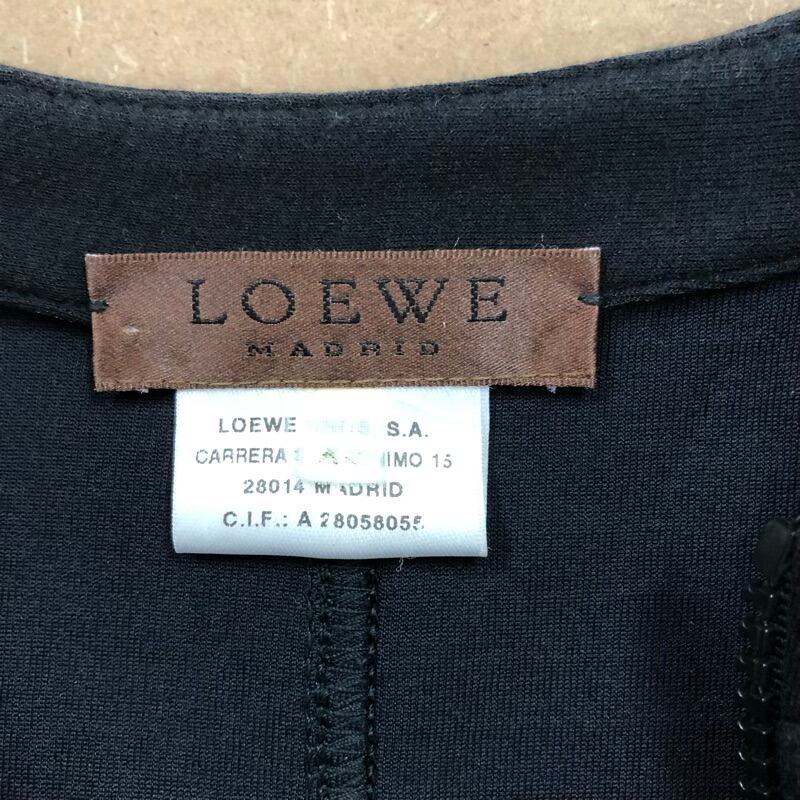 LOEWE
MADRID
LOEWE S.A.
CARRERA 15
28014 MADRID
C.I.F.: A 28058055